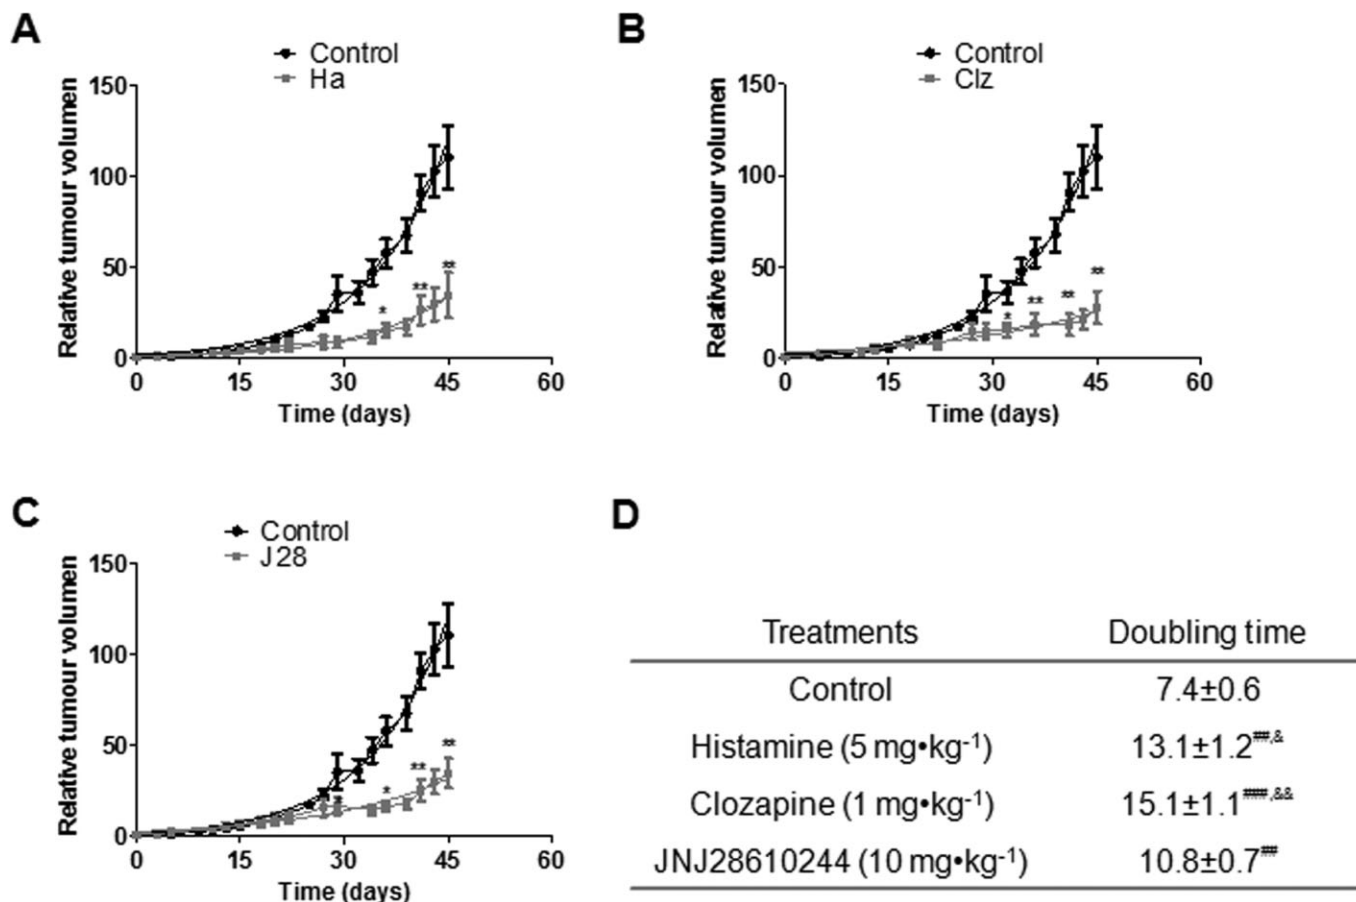 A
Control
Ha
Relative tumour volumen
150
100
50
0
*
**
**
0 15 30 45 60
Time (days)
B
Control
Clz
Relative tumour volumen
150
100
50
0
*
**
**
**
0 15 30 45 60
Time (days)
C
Control
J28
Relative tumour volumen
150
100
50
0
*
*
**
**
0 15 30 45 60
Time (days)
D
Treatments Doubling time
Control 7.4±0.6
Histamine (5 mg•kg-1) 13.1±1.2##,&
Clozapine (1 mg•kg-1) 15.1±1.1###,&&
JNJ28610244 (10 mg•kg-1) 10.8±0.7##